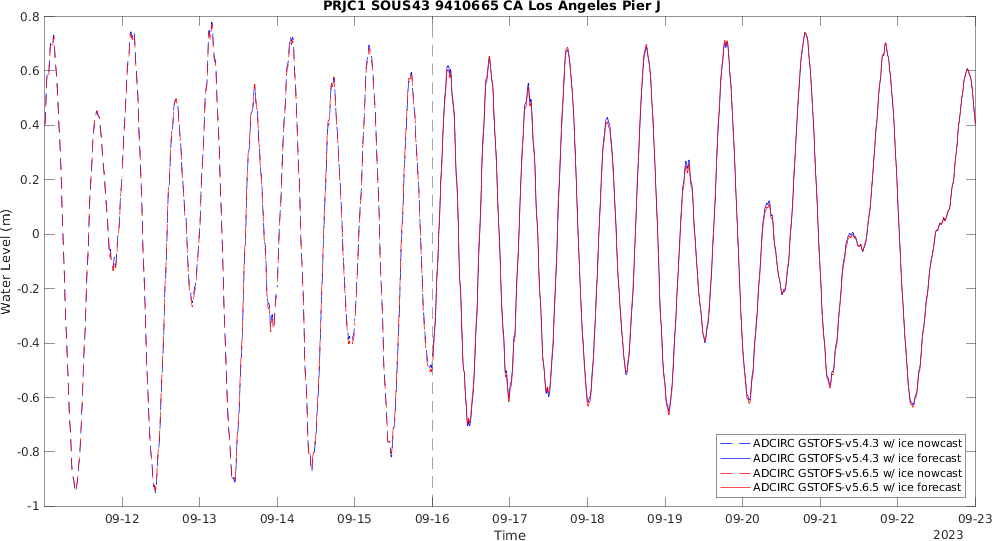 PRJC1 SOUS43 9410665 CA Los Angeles Pier J
0.8
0.6
0.4
0.2
0
-0.2
-0.4
-0.6
-0.8
-1
Water Level (m)
ADCIRC GSTOFS-v5.4.3 w/ ice nowcast
ADCIRC GSTOFS-v5.4.3 w/ ice forecast
ADCIRC GSTOFS-v5.6.5 w/ ice nowcast
ADCIRC GSTOFS-v5.6.5 w/ ice forecast
09-12 09-13 09-14 09-15 09-16 09-17 09-18 09-19 09-20 09-21 09-22 09-23
Time
2023